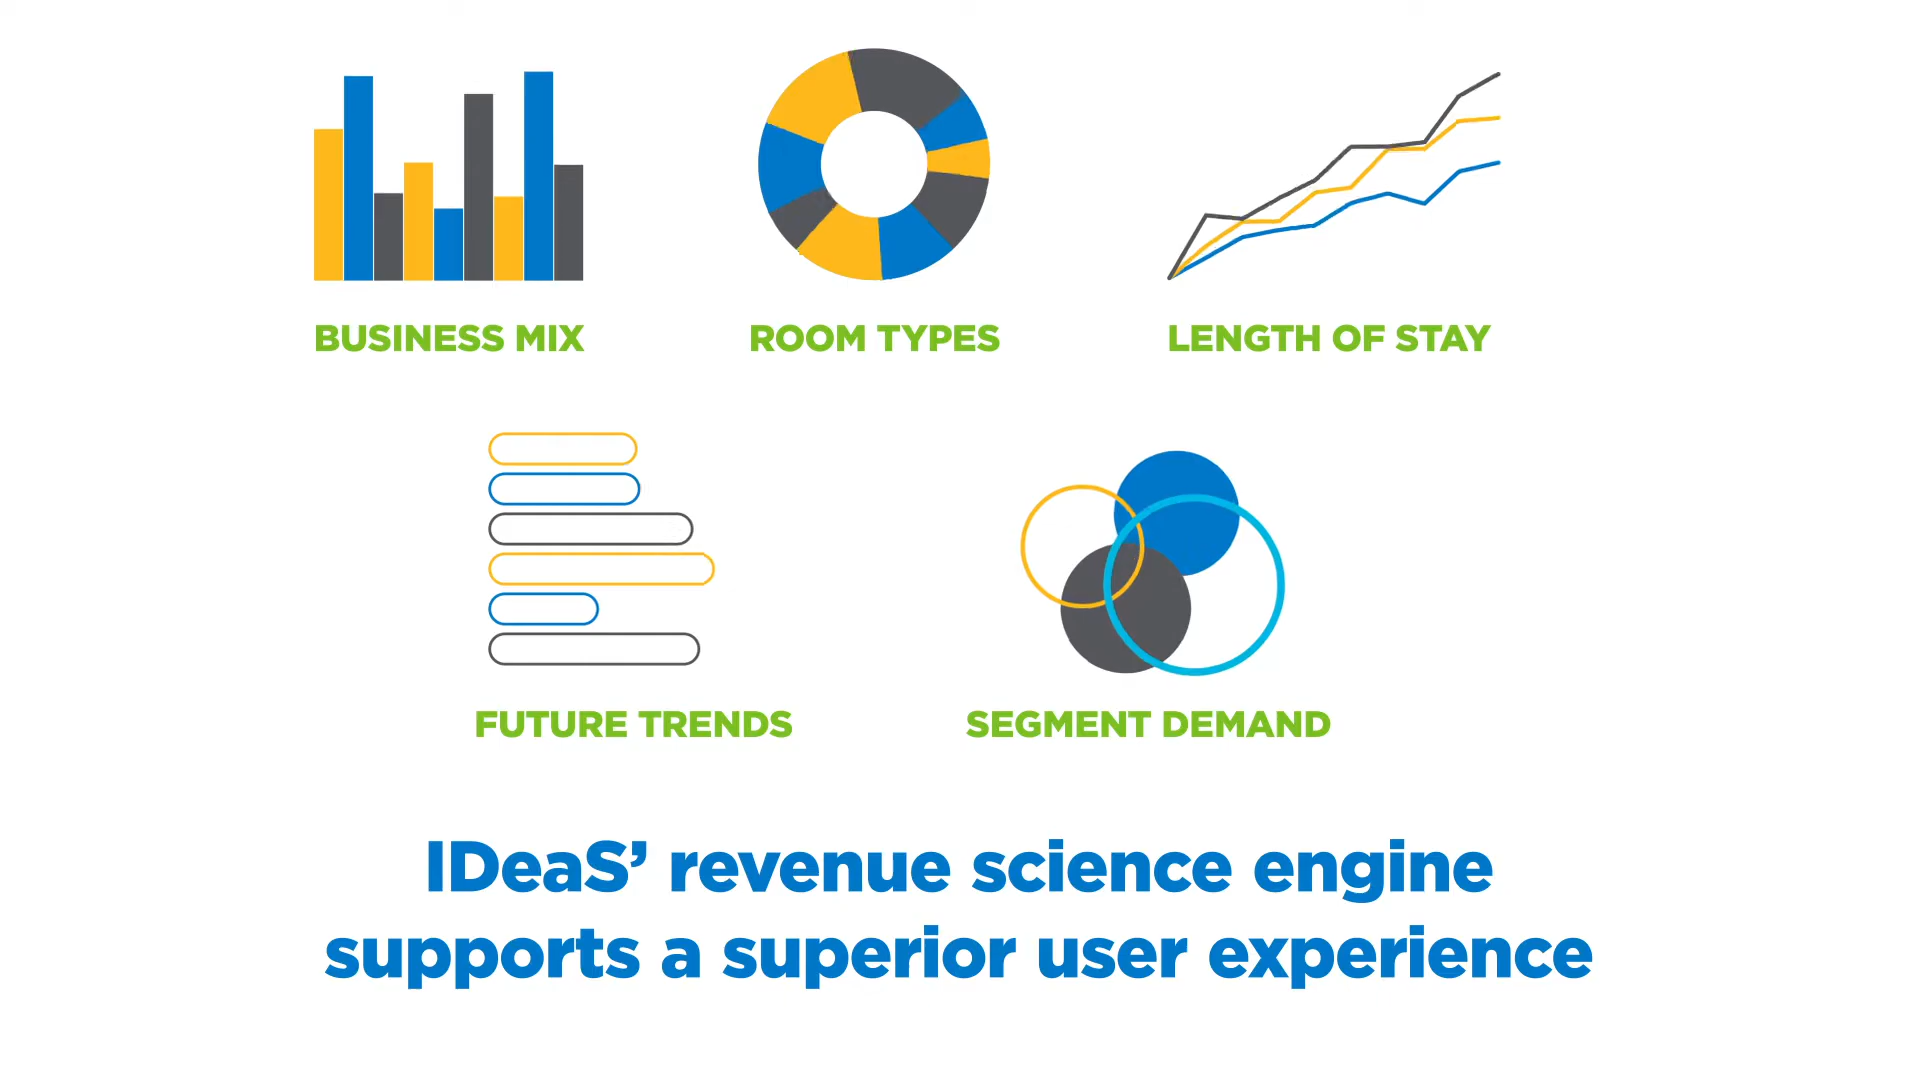 BUSINESS MIX
ROOM TYPES
LENGTH OF STAY
FUTURE TRENDS
SEGMENT DEMAND
IDeaS’ revenue science engine
supports a superior user experience